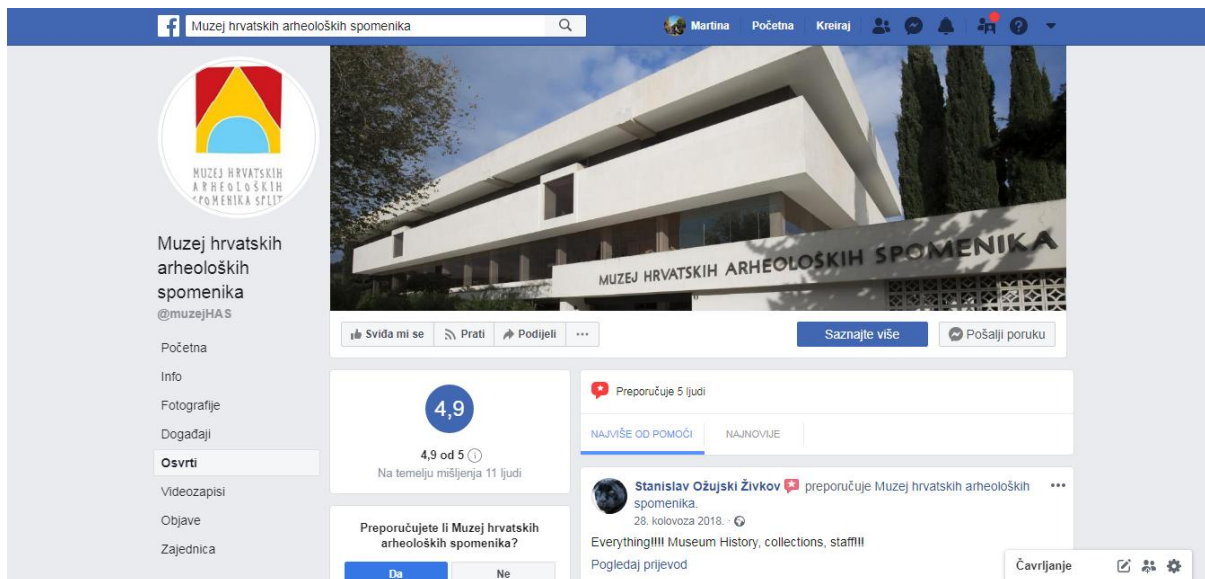 Muzej hrvatskih arheoloških spomenika
Martina Početna Kreiraj
MUZEJ HRVATSKIH
ARHEOLOŠKIH
SPOMENIKA SPLIT
MUZEJ HRVATSKIH ARHEOLOŠKIH SPOMENIKA
Muzej hrvatskih
arheoloških
spomenika
@muzejHAS
Početna
Info
Fotografije
Događaji
Osvrti
Videozapisi
Objave
Zajednica
Sviđa mi se Prati Podijeli ...
Saznajte više Pošalji poruku
4,9
4,9 od 5
Na temelju mišljenja 11 ljudi
Preporučujete li Muzej hrvatskih
arheoloških spomenika?
Da Ne
Preporučuje 5 ljudi
NAJVIŠE OD POMOĆI NAJNOVIJE
Stanislav Ožujski Živkov preporučuje Muzej hrvatskih arheoloških
spomenika.
28. kolovoza 2018. ·
Everything!!!! Museum History, collections, staff!!!
Pogledaj prijevod
Čavrljanje